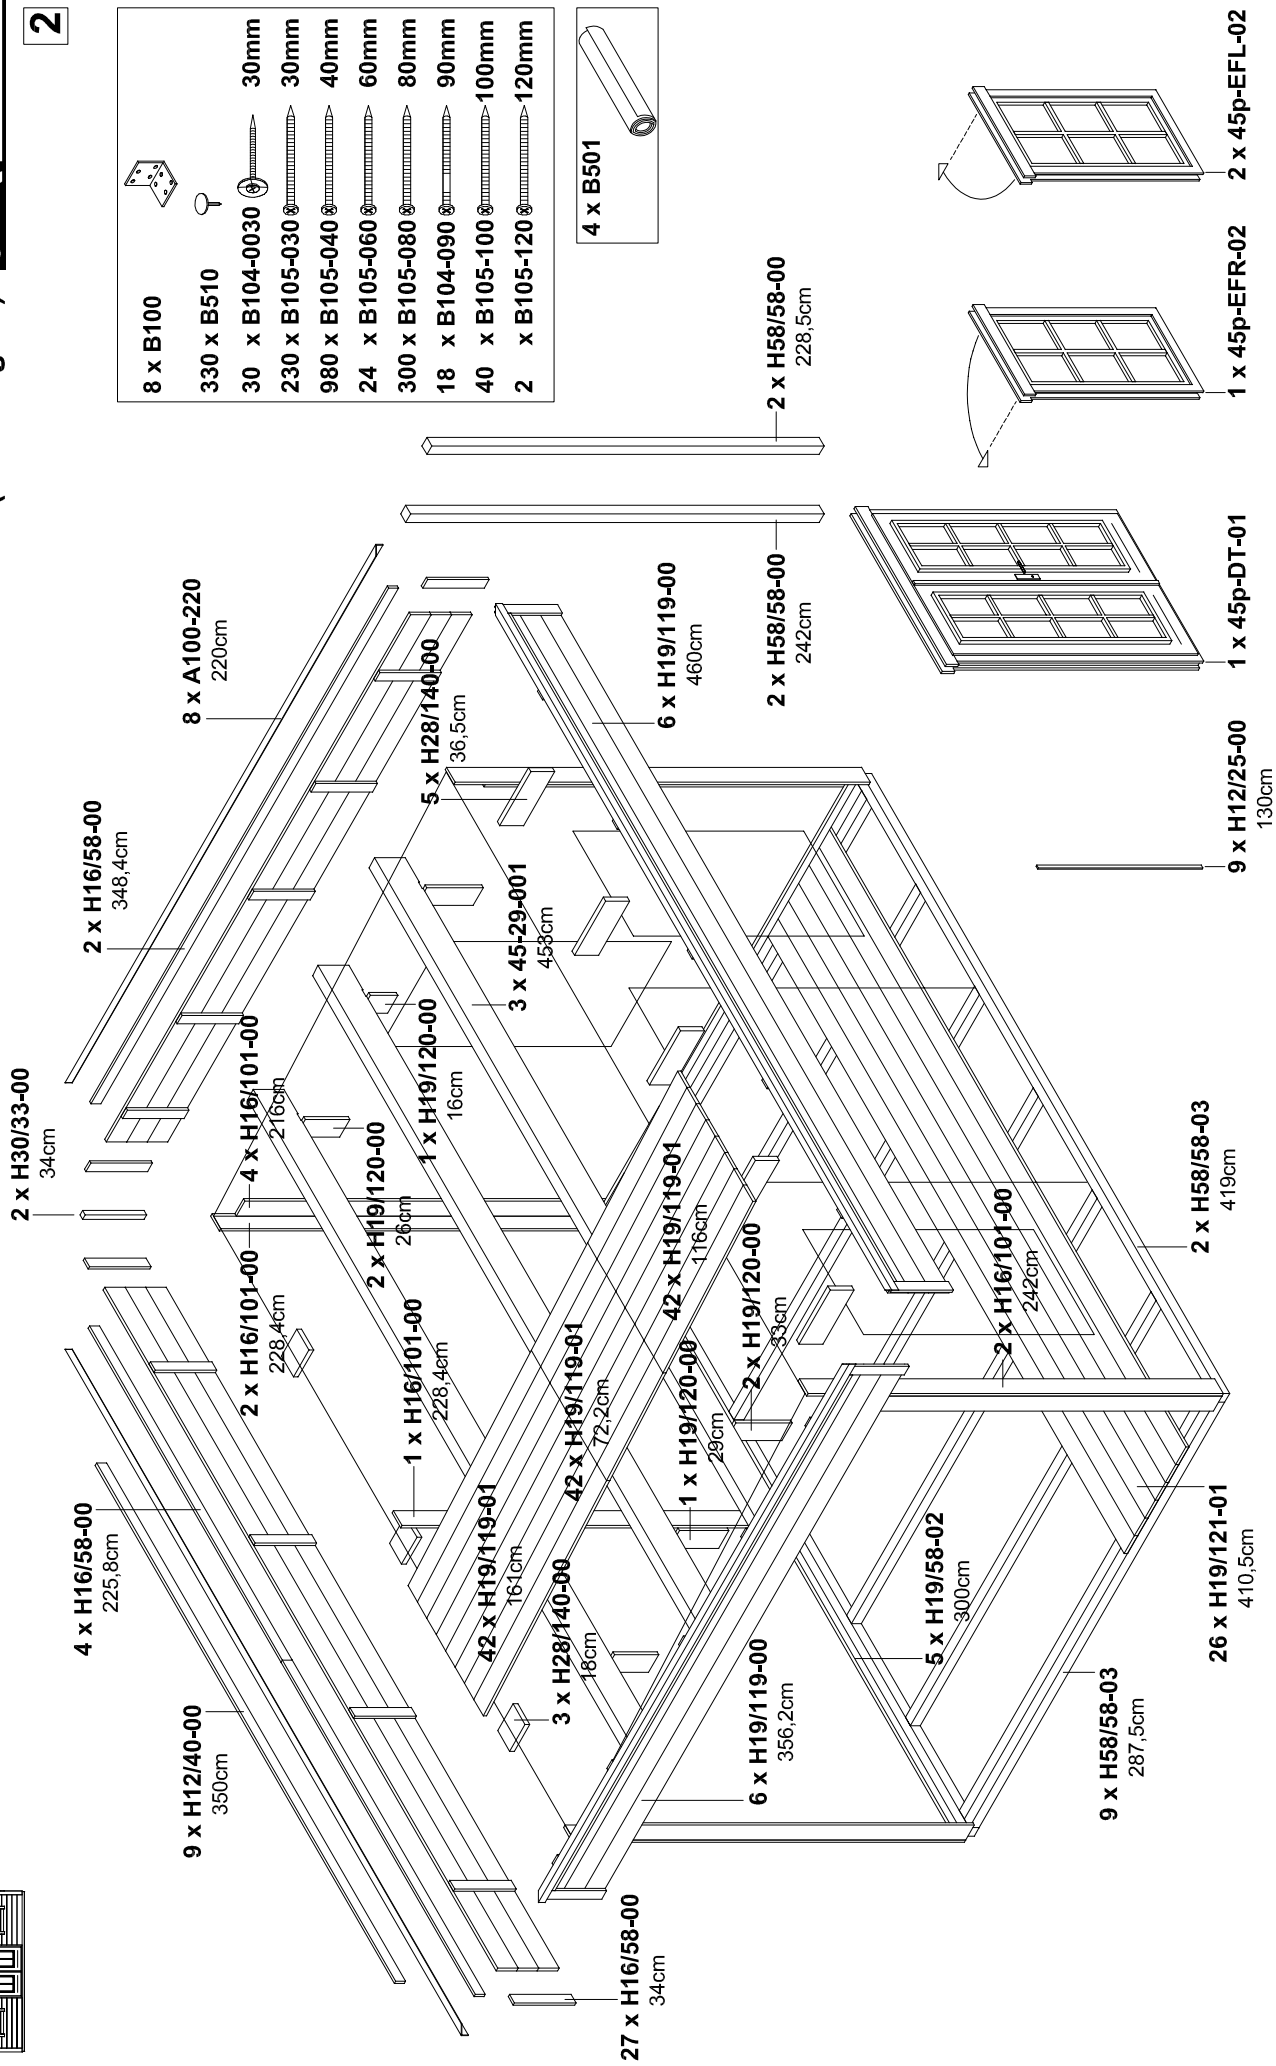 2
8 x B100
330 x B510
30 x B104-0030 30mm
230 x B105-030 30mm
980 x B105-040 40mm
24 x B105-060 60mm
300 x B105-080 80mm
18 x B104-090 90mm
40 x B105-100 100mm
2 x B105-120 120mm
4 x B501
2 x H30/33-00
34cm
2 x H16/58-00
348,4cm
8 x A100-220
220cm
4 x H16/58-00
225,8cm
9 x H12/40-00
350cm
2 x H16/101-00
228,4cm
4 x H16/101-00
216cm
2 x H19/120-00
26cm
1 x H19/120-00
16cm
5 x H28/140-00
36,5cm
1 x H16/101-00
228,4cm
3 x 45-29-001
453cm
42 x H19/119-01
161cm
42 x H19/119-01
72,2cm
42 x H19/119-01
116cm
3 x H28/140-00
18cm
1 x H19/120-00
29cm
2 x H19/120-00
33cm
6 x H19/119-00
460cm
2 x H58/58-00
242cm
2 x H58/58-00
228,5cm
27 x H16/58-00
34cm
6 x H19/119-00
356,2cm
5 x H19/58-02
300cm
2 x H16/101-00
242cm
9 x H58/58-03
287,5cm
26 x H19/121-01
410,5cm
2 x H58/58-03
419cm
9 x H12/25-00
130cm
1 x 45p-DT-01
1 x 45p-EFR-02
2 x 45p-EFL-02